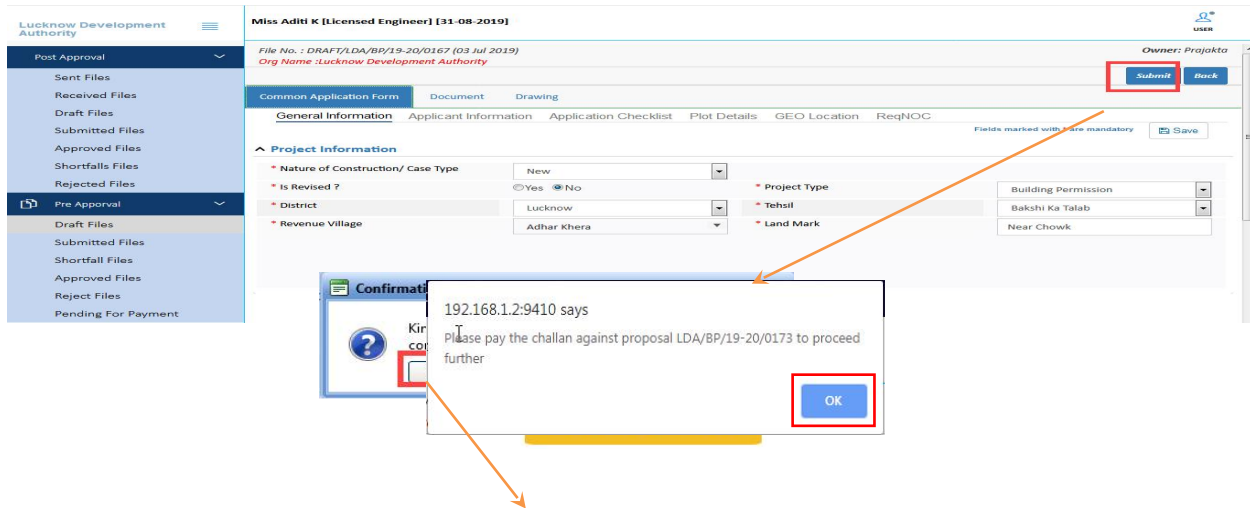 Lucknow Development
Authority
Miss Aditi K [Licensed Engineer] [31-08-2019]
USER
Post Approval
Sent Files
Received Files
Draft Files
Submitted Files
Approved Files
Shortfalls Files
Rejected Files
Pre Apporval
Draft Files
Submitted Files
Shortfall Files
Approved Files
Reject Files
Pending For Payment
File No. : DRAFT/LDA/BP/19-20/0167 (03 Jul 2019)
Owner: Prajakta
Org Name :Lucknow Development Authority
Submit Back
Common Application Form Document Drawing
General Information Applicant Information Application Checklist Plot Details GEO Location ReqNOC
Fields marked with are mandatory Save
Project Information
* Nature of Construction/ Case Type New
* Is Revised ? Yes No * Project Type Building Permission
* District Lucknow * Tehsil Bakshi Ka Talab
* Revenue Village Adhar Khera * Land Mark Near Chowk
192.168.1.2:9410 says
Please pay the challan against proposal LDA/BP/19-20/0173 to proceed
further
OK